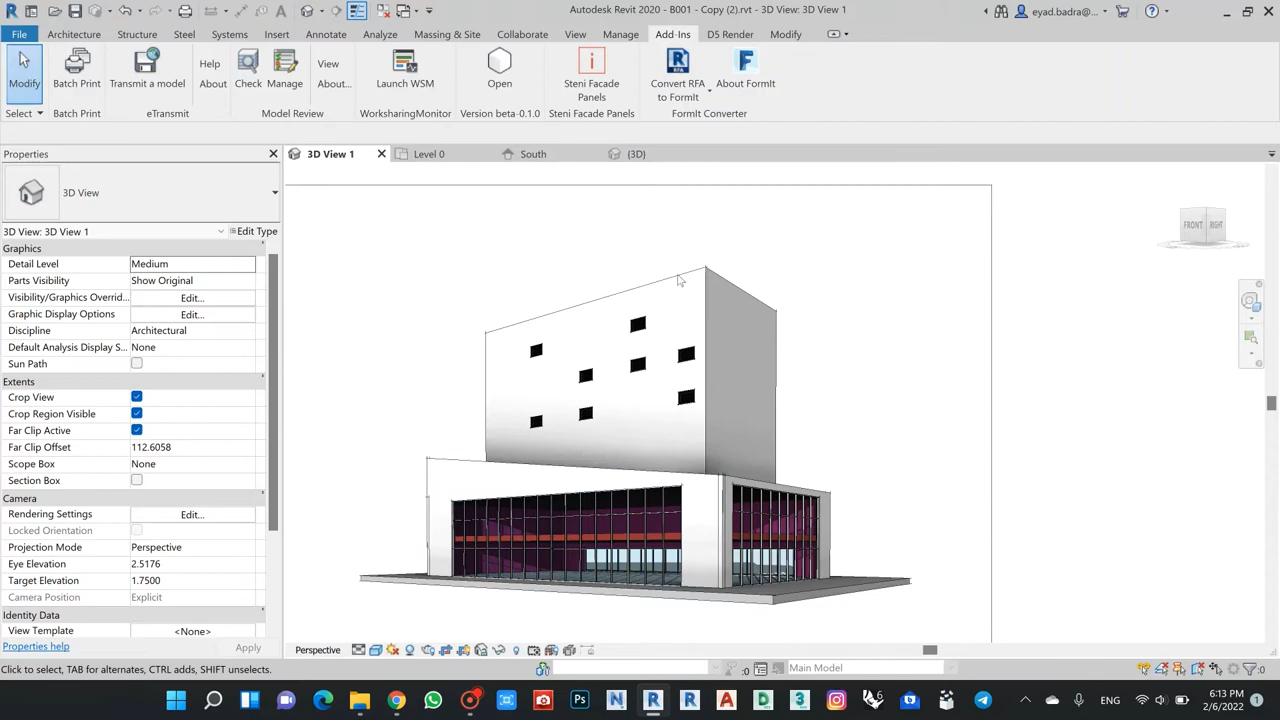 Autodesk Revit 2020 - B001 - Copy (2).rvt - 3D View: 3D View 1
eyad.badra@...
File Architecture Structure Steel Systems Insert Annotate Analyze Massing & Site Collaborate View Manage Add-Ins D5 Render Modify
Modify Batch Print Transmit a model Help About Check Manage View About... Launch WSM Open Steni Facade Panels Convert RFA to FormIt About FormIt
Select Batch Print eTransmit Model Review WorksharingMonitor Version beta-0.1.0 Steni Facade Panels FormIt Converter
Properties
3D View 1 Level 0 South (3D)
3D View
3D View: 3D View 1 Edit Type
Graphics
Detail Level Medium
Parts Visibility Show Original
Visibility/Graphics Overrid... Edit...
Graphic Display Options Edit...
Discipline Architectural
Default Analysis Display S... None
Sun Path
Extents
Crop View
Crop Region Visible
Far Clip Active
Far Clip Offset 112.6058
Scope Box None
Section Box
Camera
Rendering Settings Edit...
Locked Orientation
Projection Mode Perspective
Eye Elevation 2.5176
Target Elevation 1.7500
Camera Position Explicit
Identity Data
View Template <None>
Properties help Apply
FRONT RIGHT
Perspective
Click to select, TAB for alternates, CTRL adds, SHIFT unselects.
:0 Main Model :0
ENG 6:13 PM
2/6/2022